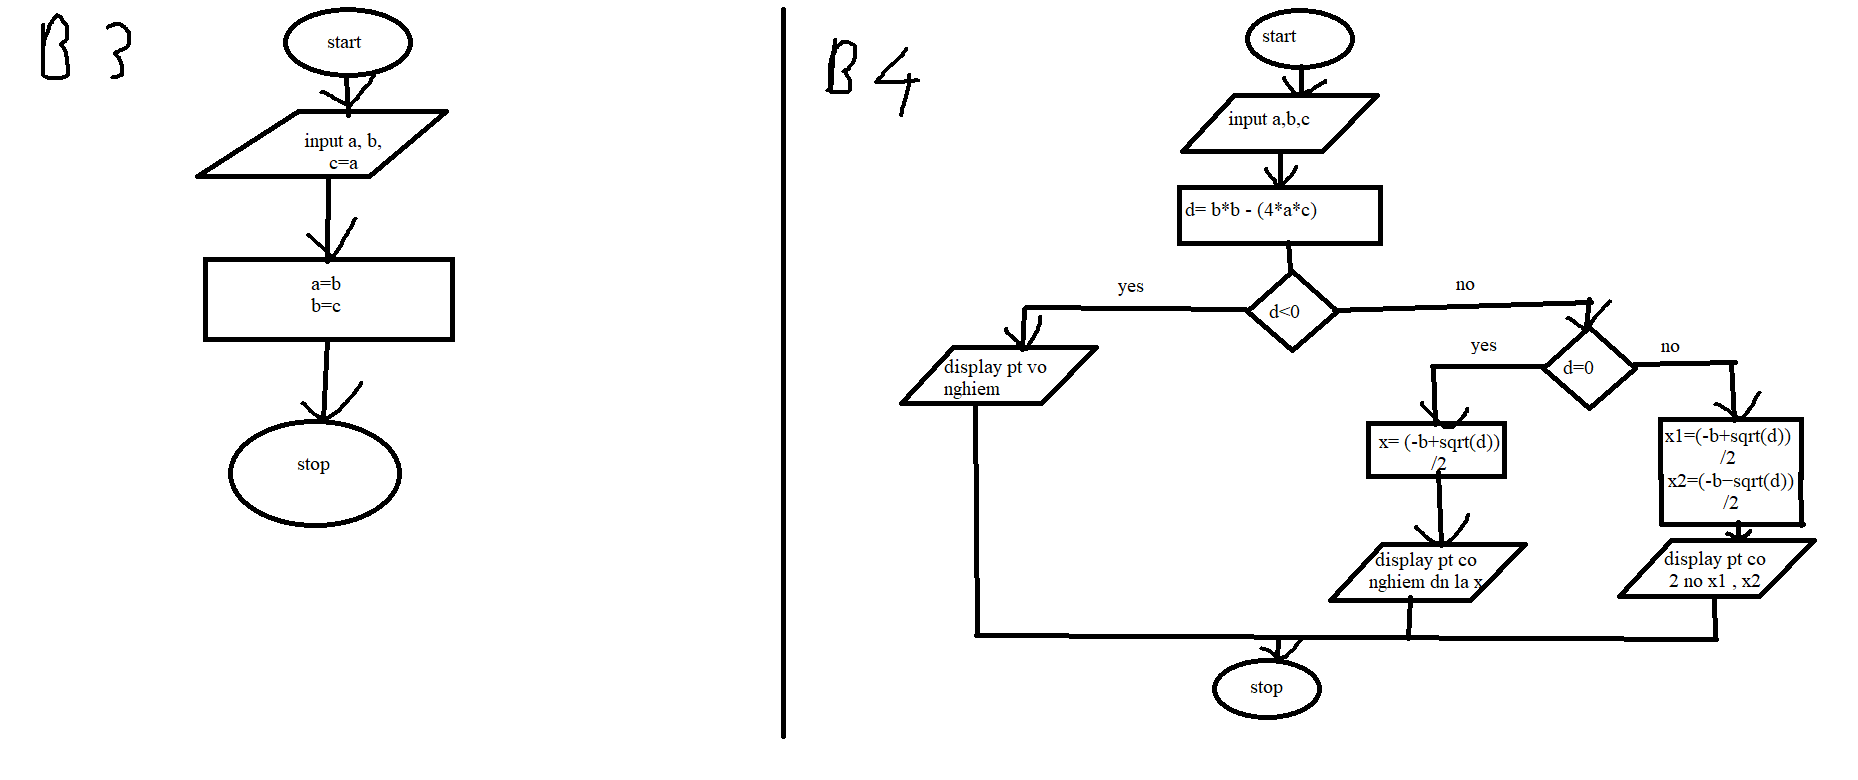 B 3
start
input a, b,
c=a
a=b
b=c
stop
B 4
start
input a,b,c
d= b*b - (4*a*c)
d<0
yes
no
display pt vo
nghiem
d=0
yes
no
x= (-b+sqrt(d))
/2
display pt co
nghiem dn la x
x1=(-b+sqrt(d))
/2
x2=(-b−sqrt(d))
/2
display pt co
2 no x1 , x2
stop